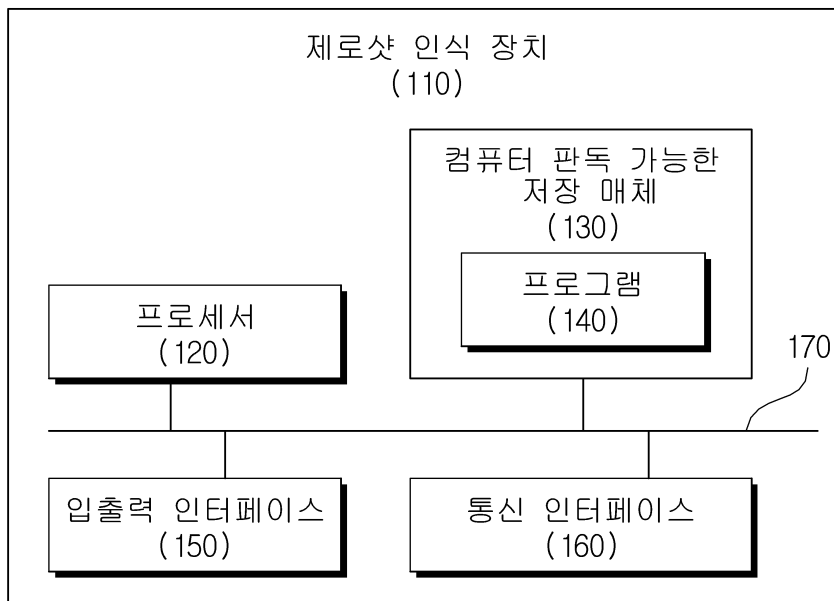 제로샷 인식 장치
(110)
컴퓨터 판독 가능한
저장 매체
(130)
프로그램
(140)
프로세서
(120)
170
입출력 인터페이스
(150)
통신 인터페이스
(160)